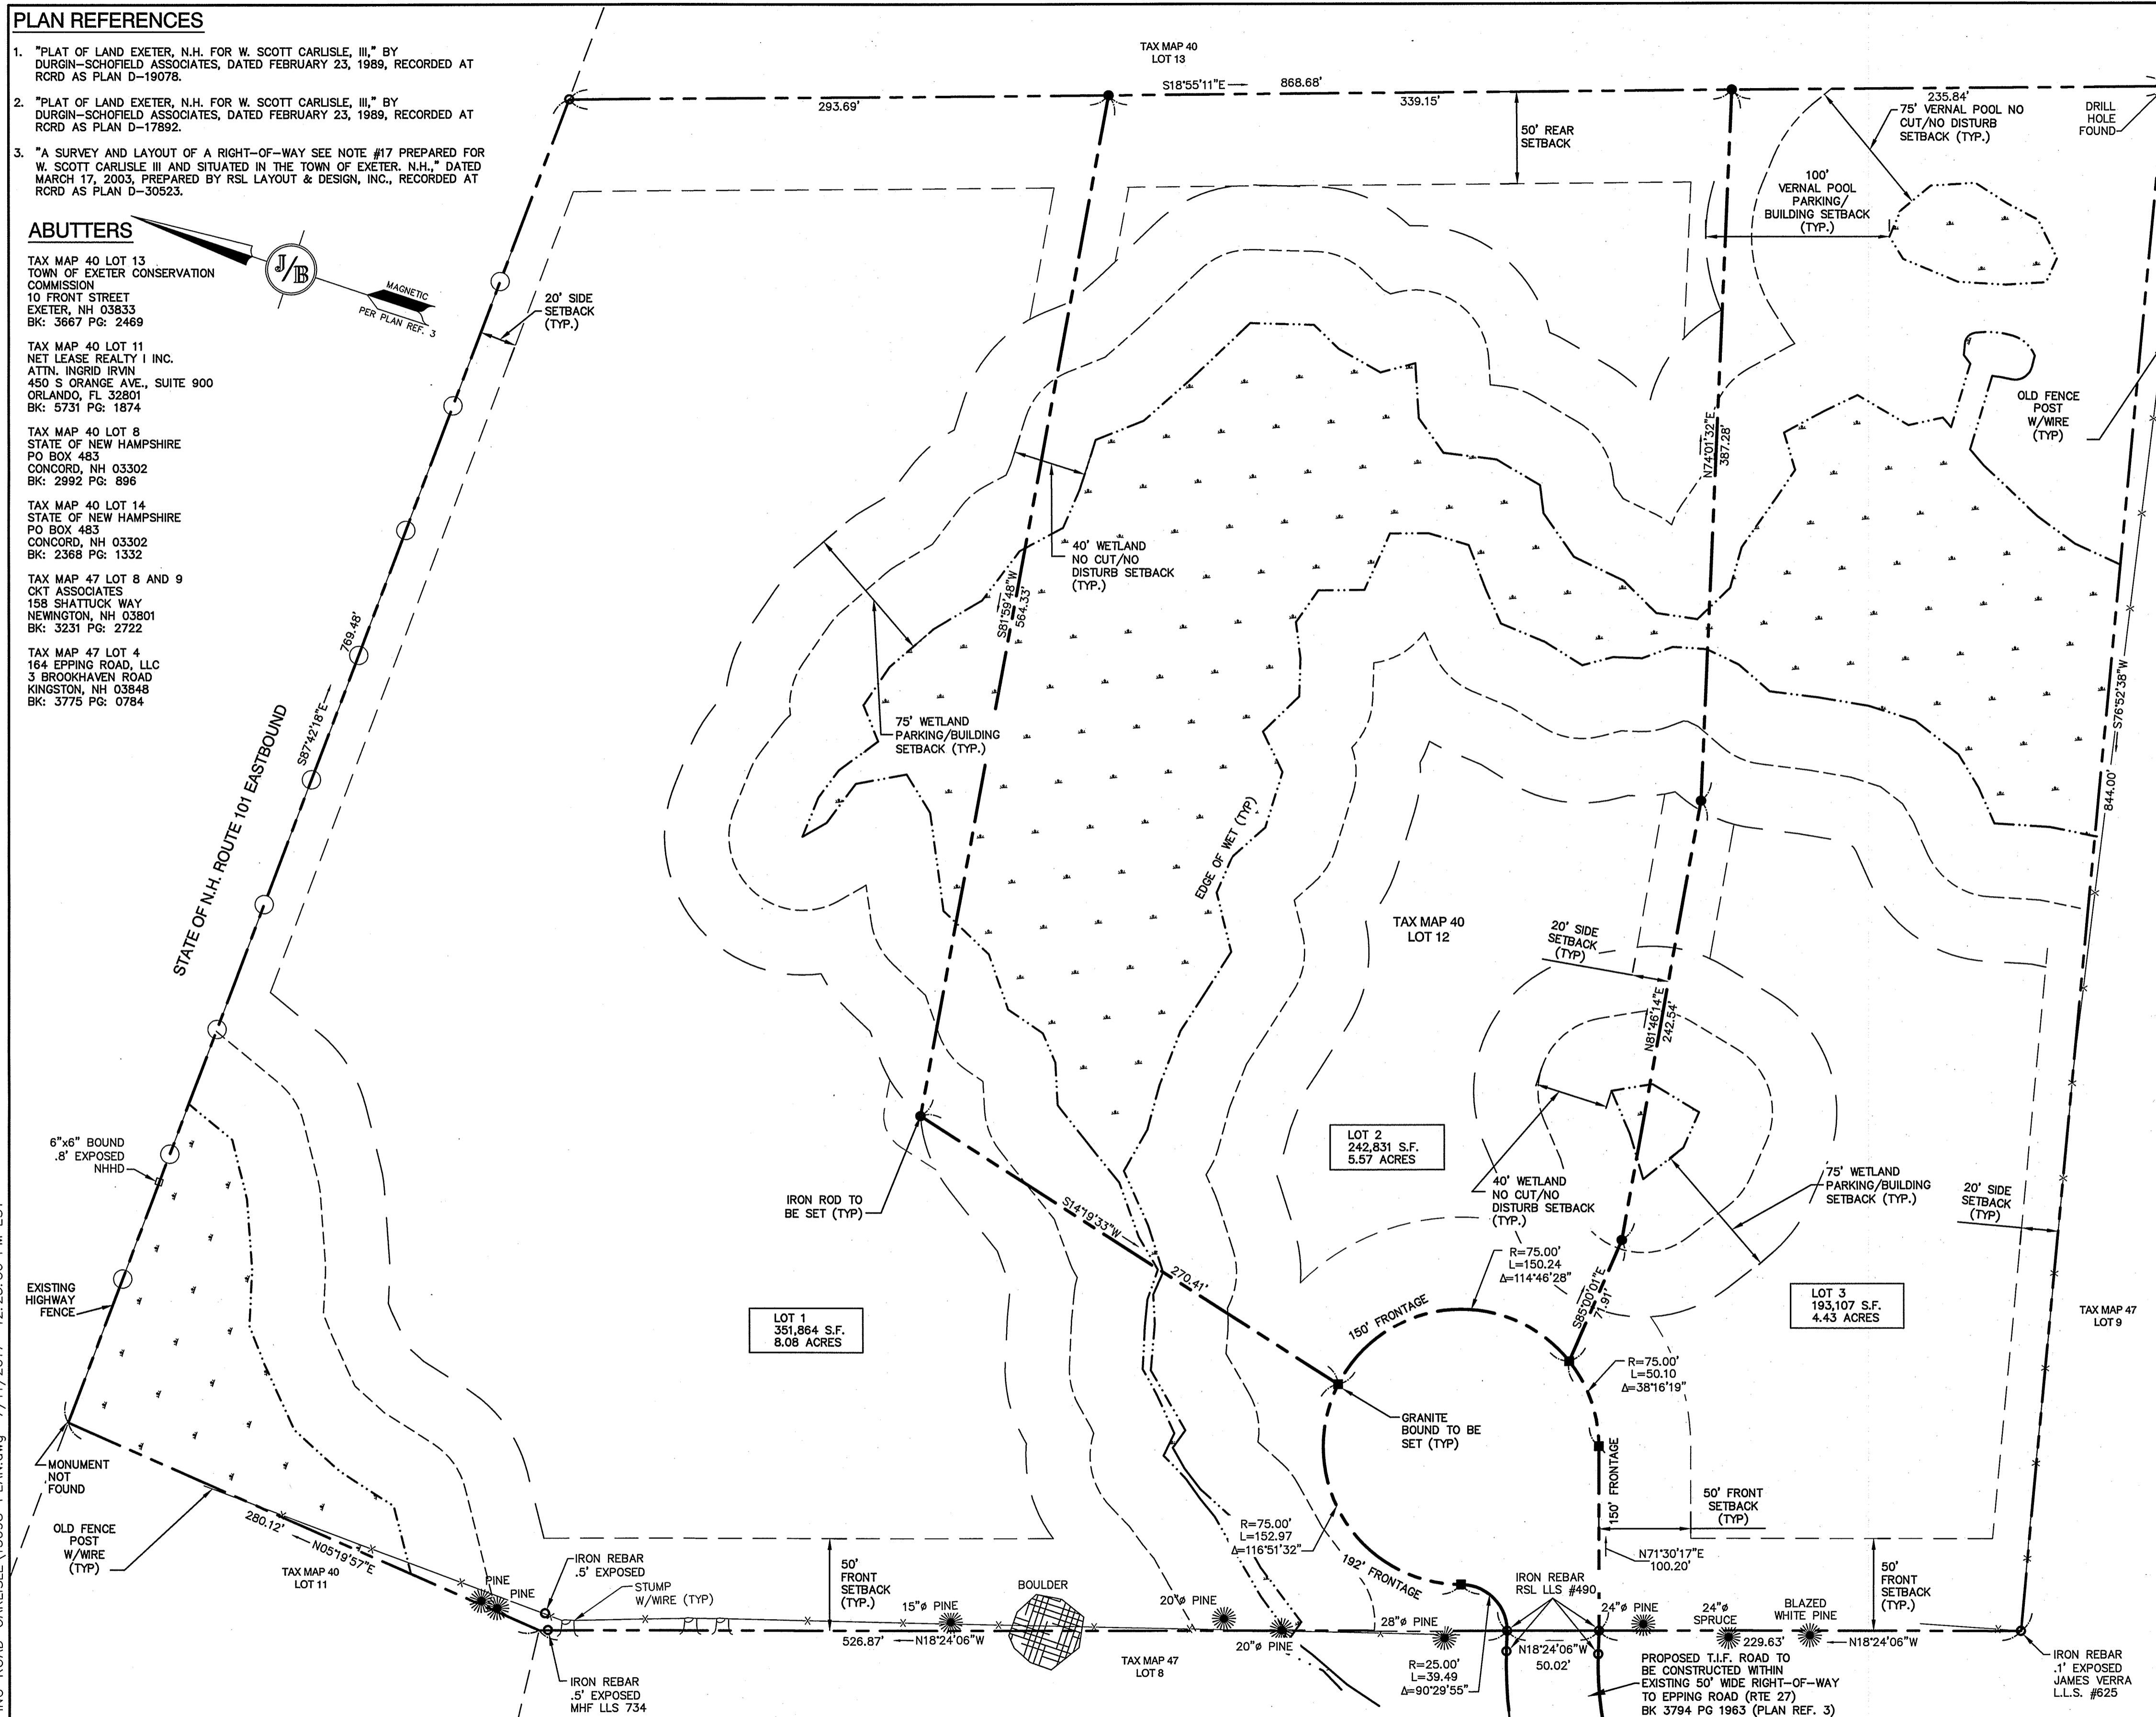 PLAN REFERENCES
1. "PLAT OF LAND EXETER, N.H. FOR W. SCOTT CARLISLE, III," BY
DURGIN-SCHOFIELD ASSOCIATES, DATED FEBRUARY 23, 1989, RECORDED AT
RCRD AS PLAN D-19078.
2. "PLAT OF LAND EXETER, N.H. FOR W. SCOTT CARLISLE, III," BY
DURGIN-SCHOFIELD ASSOCIATES, DATED FEBRUARY 23, 1989, RECORDED AT
RCRD AS PLAN D-17892.
3. "A SURVEY AND LAYOUT OF A RIGHT-OF-WAY SEE NOTE #17 PREPARED FOR
W. SCOTT CARLISLE III AND SITUATED IN THE TOWN OF EXETER. N.H.," DATED
MARCH 17, 2003, PREPARED BY RSL LAYOUT & DESIGN, INC., RECORDED AT
RCRD AS PLAN D-30523.
ABUTTERS
TAX MAP 40 LOT 13
TOWN OF EXETER CONSERVATION
COMMISSION
10 FRONT STREET
EXETER, NH 03833
BK: 3667 PG: 2469
TAX MAP 40 LOT 11
NET LEASE REALTY I INC.
ATTN. INGRID IRVIN
450 S ORANGE AVE., SUITE 900
ORLANDO, FL 32801
BK: 5731 PG: 1874
TAX MAP 40 LOT 8
STATE OF NEW HAMPSHIRE
PO BOX 483
CONCORD, NH 03302
BK: 2992 PG: 896
TAX MAP 40 LOT 14
STATE OF NEW HAMPSHIRE
PO BOX 483
CONCORD, NH 03302
BK: 2368 PG: 1332
TAX MAP 47 LOT 8 AND 9
CKT ASSOCIATES
158 SHATTUCK WAY
NEWINGTON, NH 03801
BK: 3231 PG: 2722
TAX MAP 47 LOT 4
164 EPPING ROAD, LLC
3 BROOKHAVEN ROAD
KINGSTON, NH 03848
BK: 3775 PG: 0784
J/B
MAGNETIC
PER PLAN REF. 3
TAX MAP 40
LOT 13
S18°55'11"E
868.68'
293.69'
339.15'
235.84'
50' REAR
SETBACK
75' VERNAL POOL NO
CUT/NO DISTURB
SETBACK (TYP.)
DRILL
HOLE
FOUND
100'
VERNAL POOL
PARKING/
BUILDING SETBACK
(TYP.)
20' SIDE
SETBACK
(TYP.)
OLD FENCE
POST
W/WIRE
(TYP)
N74°01'32"E
387.28'
40' WETLAND
NO CUT/NO
DISTURB SETBACK
(TYP.)
S81°59'48"W
564.33'
769.48'
S87°42'18"E
STATE OF N.H. ROUTE 101 EASTBOUND
75' WETLAND
PARKING/BUILDING
SETBACK (TYP.)
S76°52'38"W
844.00'
EDGE OF WET (TYP)
TAX MAP 40
LOT 12
20' SIDE
SETBACK
(TYP)
N81°46'14"E
242.54'
6"x6" BOUND
.8' EXPOSED
NHHD
LOT 2
242,831 S.F.
5.57 ACRES
40' WETLAND
NO CUT/NO
DISTURB SETBACK
(TYP.)
75' WETLAND
PARKING/BUILDING
SETBACK (TYP.)
20' SIDE
SETBACK
(TYP)
IRON ROD TO
BE SET (TYP)
S14°19'33"W
270.41'
R=75.00'
L=150.24
Δ=114°46'28"
S85°00'01"E
71.91'
EXISTING
HIGHWAY
FENCE
LOT 1
351,864 S.F.
8.08 ACRES
150' FRONTAGE
LOT 3
193,107 S.F.
4.43 ACRES
TAX MAP 47
LOT 9
R=75.00'
L=50.10
Δ=38°16'19"
GRANITE
BOUND TO BE
SET (TYP)
MONUMENT
NOT
FOUND
150' FRONTAGE
50' FRONT
SETBACK
(TYP)
OLD FENCE
POST
W/WIRE
(TYP)
280.12'
N05°19'57"E
TAX MAP 40
LOT 11
R=75.00'
L=152.97
Δ=116°51'32"
192' FRONTAGE
N71°30'17"E
100.20'
PINE
PINE
IRON REBAR
.5' EXPOSED
STUMP
W/WIRE (TYP)
50'
FRONT
SETBACK
(TYP.)
15"ø PINE
BOULDER
20"ø PINE
20"ø PINE
28"ø PINE
IRON REBAR
RSL LLS #490
24"ø PINE
24"ø
SPRUCE
BLAZED
WHITE PINE
50'
FRONT
SETBACK
(TYP.)
526.87'
N18°24'06"W
N18°24'06"W
50.02'
229.63'
N18°24'06"W
TAX MAP 47
LOT 8
R=25.00'
L=39.49
Δ=90°29'55"
IRON REBAR
.5' EXPOSED
MHF LLS 734
PROPOSED T.I.F. ROAD TO
BE CONSTRUCTED WITHIN
EXISTING 50' WIDE RIGHT-OF-WAY
TO EPPING ROAD (RTE 27)
BK 3794 PG 1963 (PLAN REF. 3)
IRON REBAR
.1' EXPOSED
JAMES VERRA
L.L.S. #625